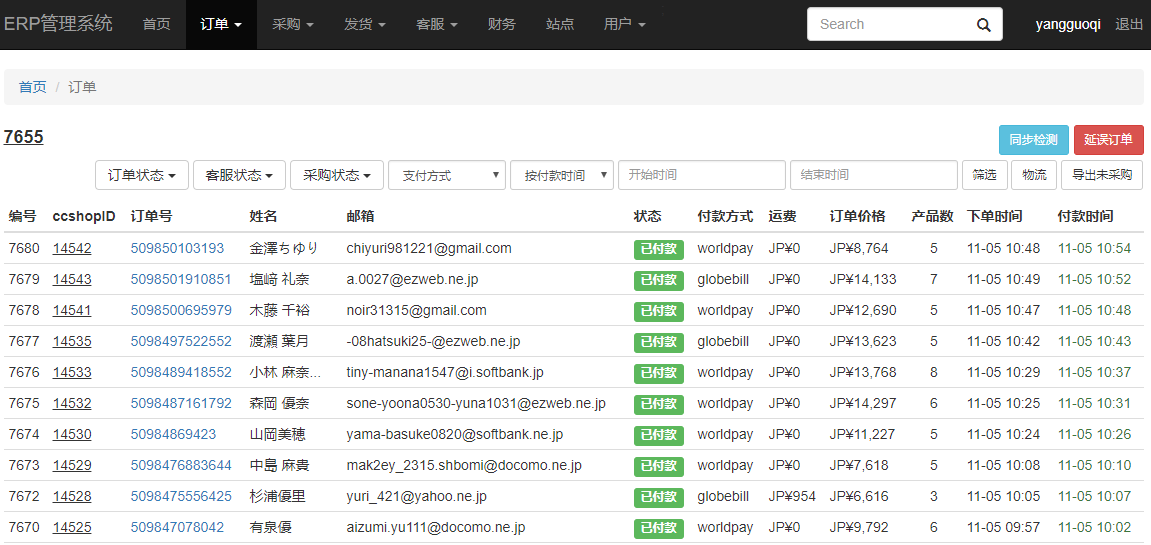 ERP管理系统 首页 订单 采购 发货 客服 财务 站点 用户 Search yangguoqi 退出
首页 / 订单
7655 同步检测 延误订单
订单状态 客服状态 采购状态 支付方式 按付款时间 开始时间 结束时间 筛选 物流 导出未采购
编号 ccshopID 订单号 姓名 邮箱 状态 付款方式 运费 订单价格 产品数 下单时间 付款时间
7680 14542 509850103193 金澤ちゆり chiyuri981221@gmail.com 已付款 worldpay JP¥0 JP¥8,764 5 11-05 10:48 11-05 10:54
7679 14543 5098501910851 塩﨑 礼奈 a.0027@ezweb.ne.jp 已付款 globebill JP¥0 JP¥14,133 7 11-05 10:49 11-05 10:52
7678 14541 5098500695979 木藤 千裕 noir31315@gmail.com 已付款 worldpay JP¥0 JP¥12,690 5 11-05 10:47 11-05 10:48
7677 14535 5098497522552 渡瀬 葉月 -08hatsuki25-@ezweb.ne.jp 已付款 globebill JP¥0 JP¥13,623 5 11-05 10:42 11-05 10:43
7676 14533 5098489418552 小林 麻奈... tiny-manana1547@i.softbank.jp 已付款 worldpay JP¥0 JP¥13,768 8 11-05 10:29 11-05 10:37
7675 14532 5098487161792 森岡 優奈 sone-yoona0530-yuna1031@ezweb.ne.jp 已付款 worldpay JP¥0 JP¥14,297 6 11-05 10:25 11-05 10:31
7674 14530 50984869423 山岡美穂 yama-basuke0820@softbank.ne.jp 已付款 worldpay JP¥0 JP¥11,227 5 11-05 10:24 11-05 10:26
7673 14529 5098476883644 中島 麻貴 mak2ey_2315.shbomi@docomo.ne.jp 已付款 worldpay JP¥0 JP¥7,618 5 11-05 10:08 11-05 10:10
7672 14528 5098475556425 杉浦優里 yuri_421@yahoo.ne.jp 已付款 globebill JP¥954 JP¥6,616 3 11-05 10:05 11-05 10:07
7670 14525 509847078042 有泉優 aizumi.yu111@docomo.ne.jp 已付款 worldpay JP¥0 JP¥9,792 6 11-05 09:57 11-05 10:02